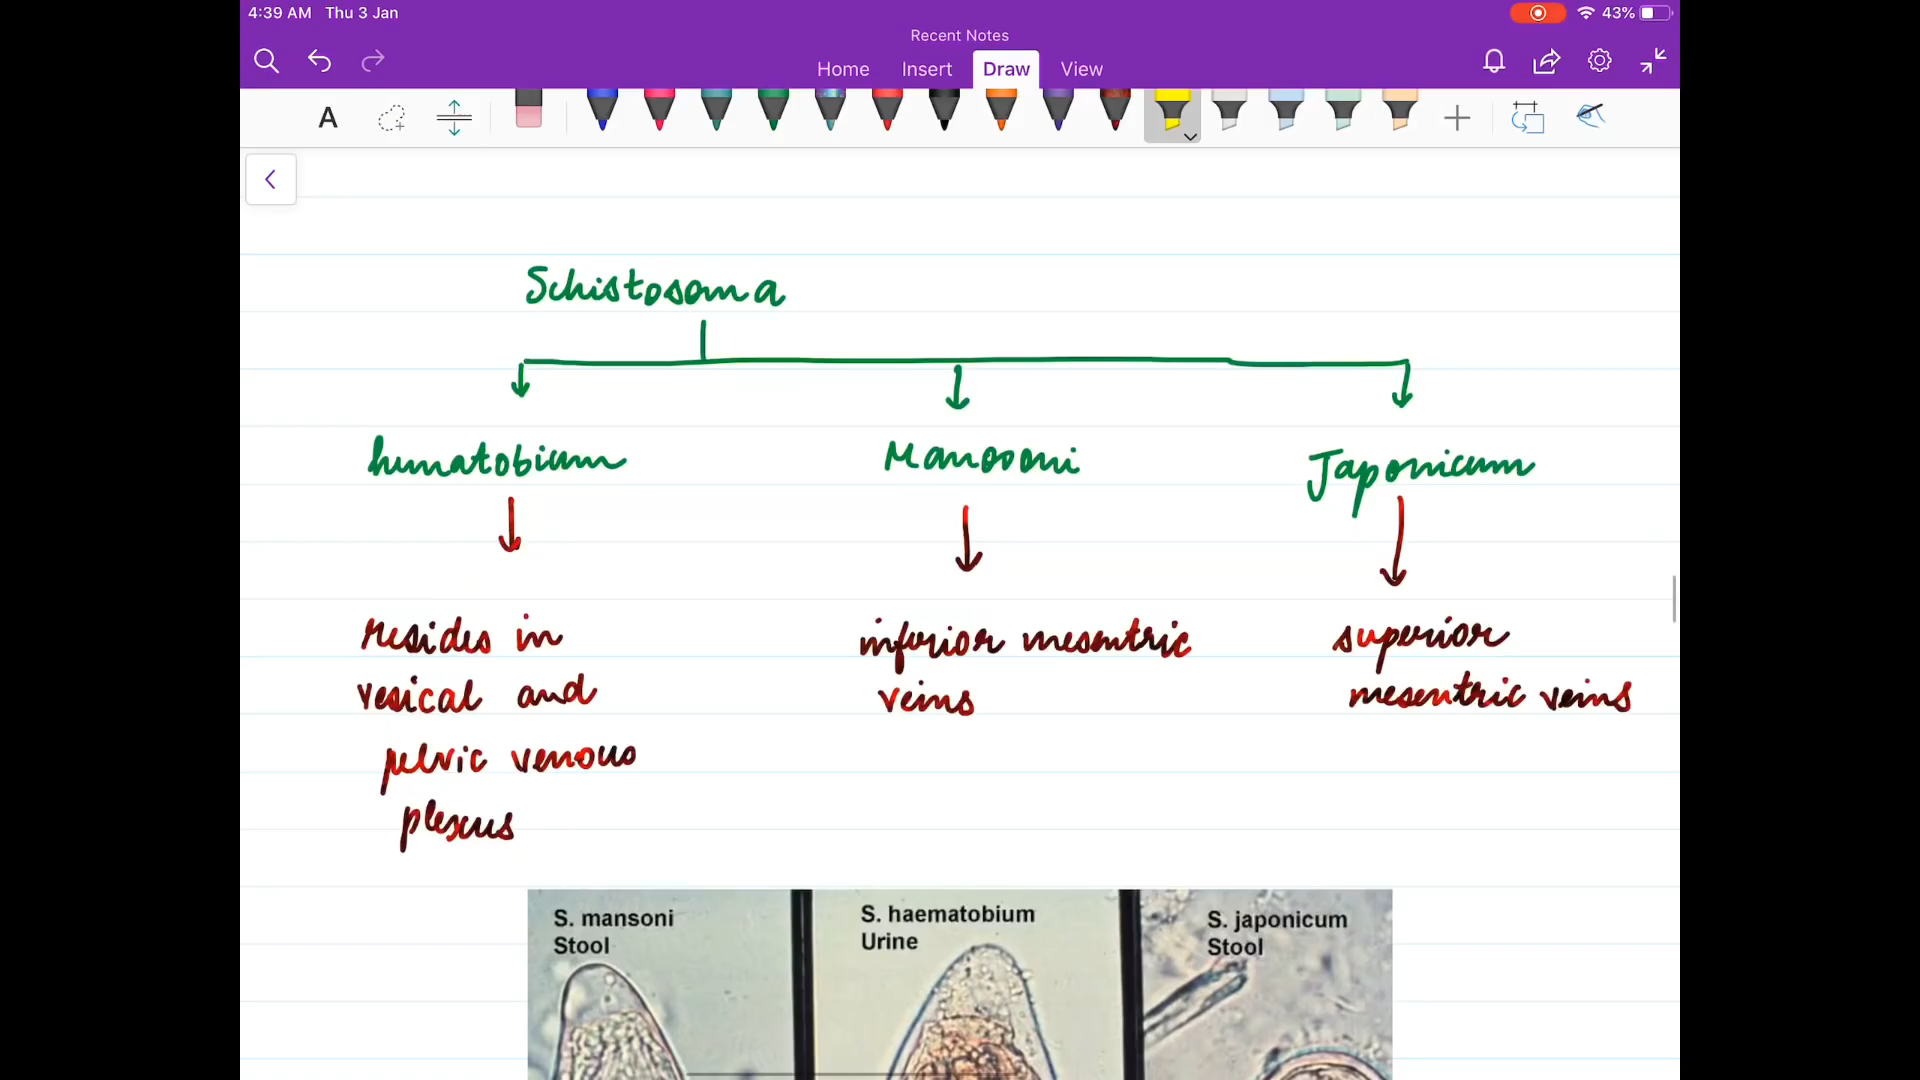 4:39 AM Thu 3 Jan
43%
Recent Notes
Home Insert Draw View
A
Schistosoma
hematobium Mansoni Japonicum
resides in
vesical and
pelvic venous
plexus
inferior mesentric
veins
superior
mesentric veins
S. mansoni
Stool
S. haematobium
Urine
S. japonicum
Stool